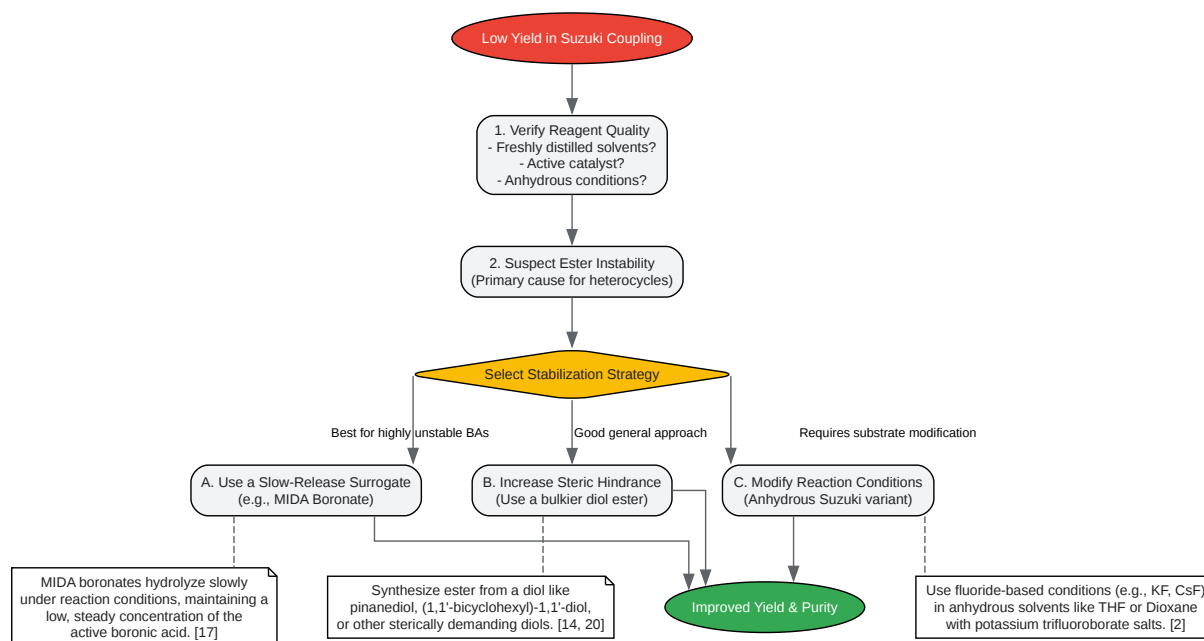 Low Yield in Suzuki Coupling
1. Verify Reagent Quality
- Freshly distilled solvents?
- Active catalyst?
- Anhydrous conditions?
2. Suspect Ester Instability
(Primary cause for heterocycles)
Select Stabilization Strategy
Best for highly unstable BAs
Good general approach
Requires substrate modification
A. Use a Slow-Release Surrogate
(e.g., MIDA Boronate)
B. Increase Steric Hindrance
(Use a bulkier diol ester)
C. Modify Reaction Conditions
(Anhydrous Suzuki variant)
MIDA boronates hydrolyze slowly
under reaction conditions, maintaining a
low, steady concentration of the
active boronic acid. [17]
Synthesize ester from a diol like
pinanediol, (1,1'-bicyclohexyl)-1,1'-diol,
or other sterically demanding diols. [14, 20]
Improved Yield & Purity
Use fluoride-based conditions (e.g., KF, CsF)
in anhydrous solvents like THF or Dioxane
with potassium trifluoroborate salts. [2]